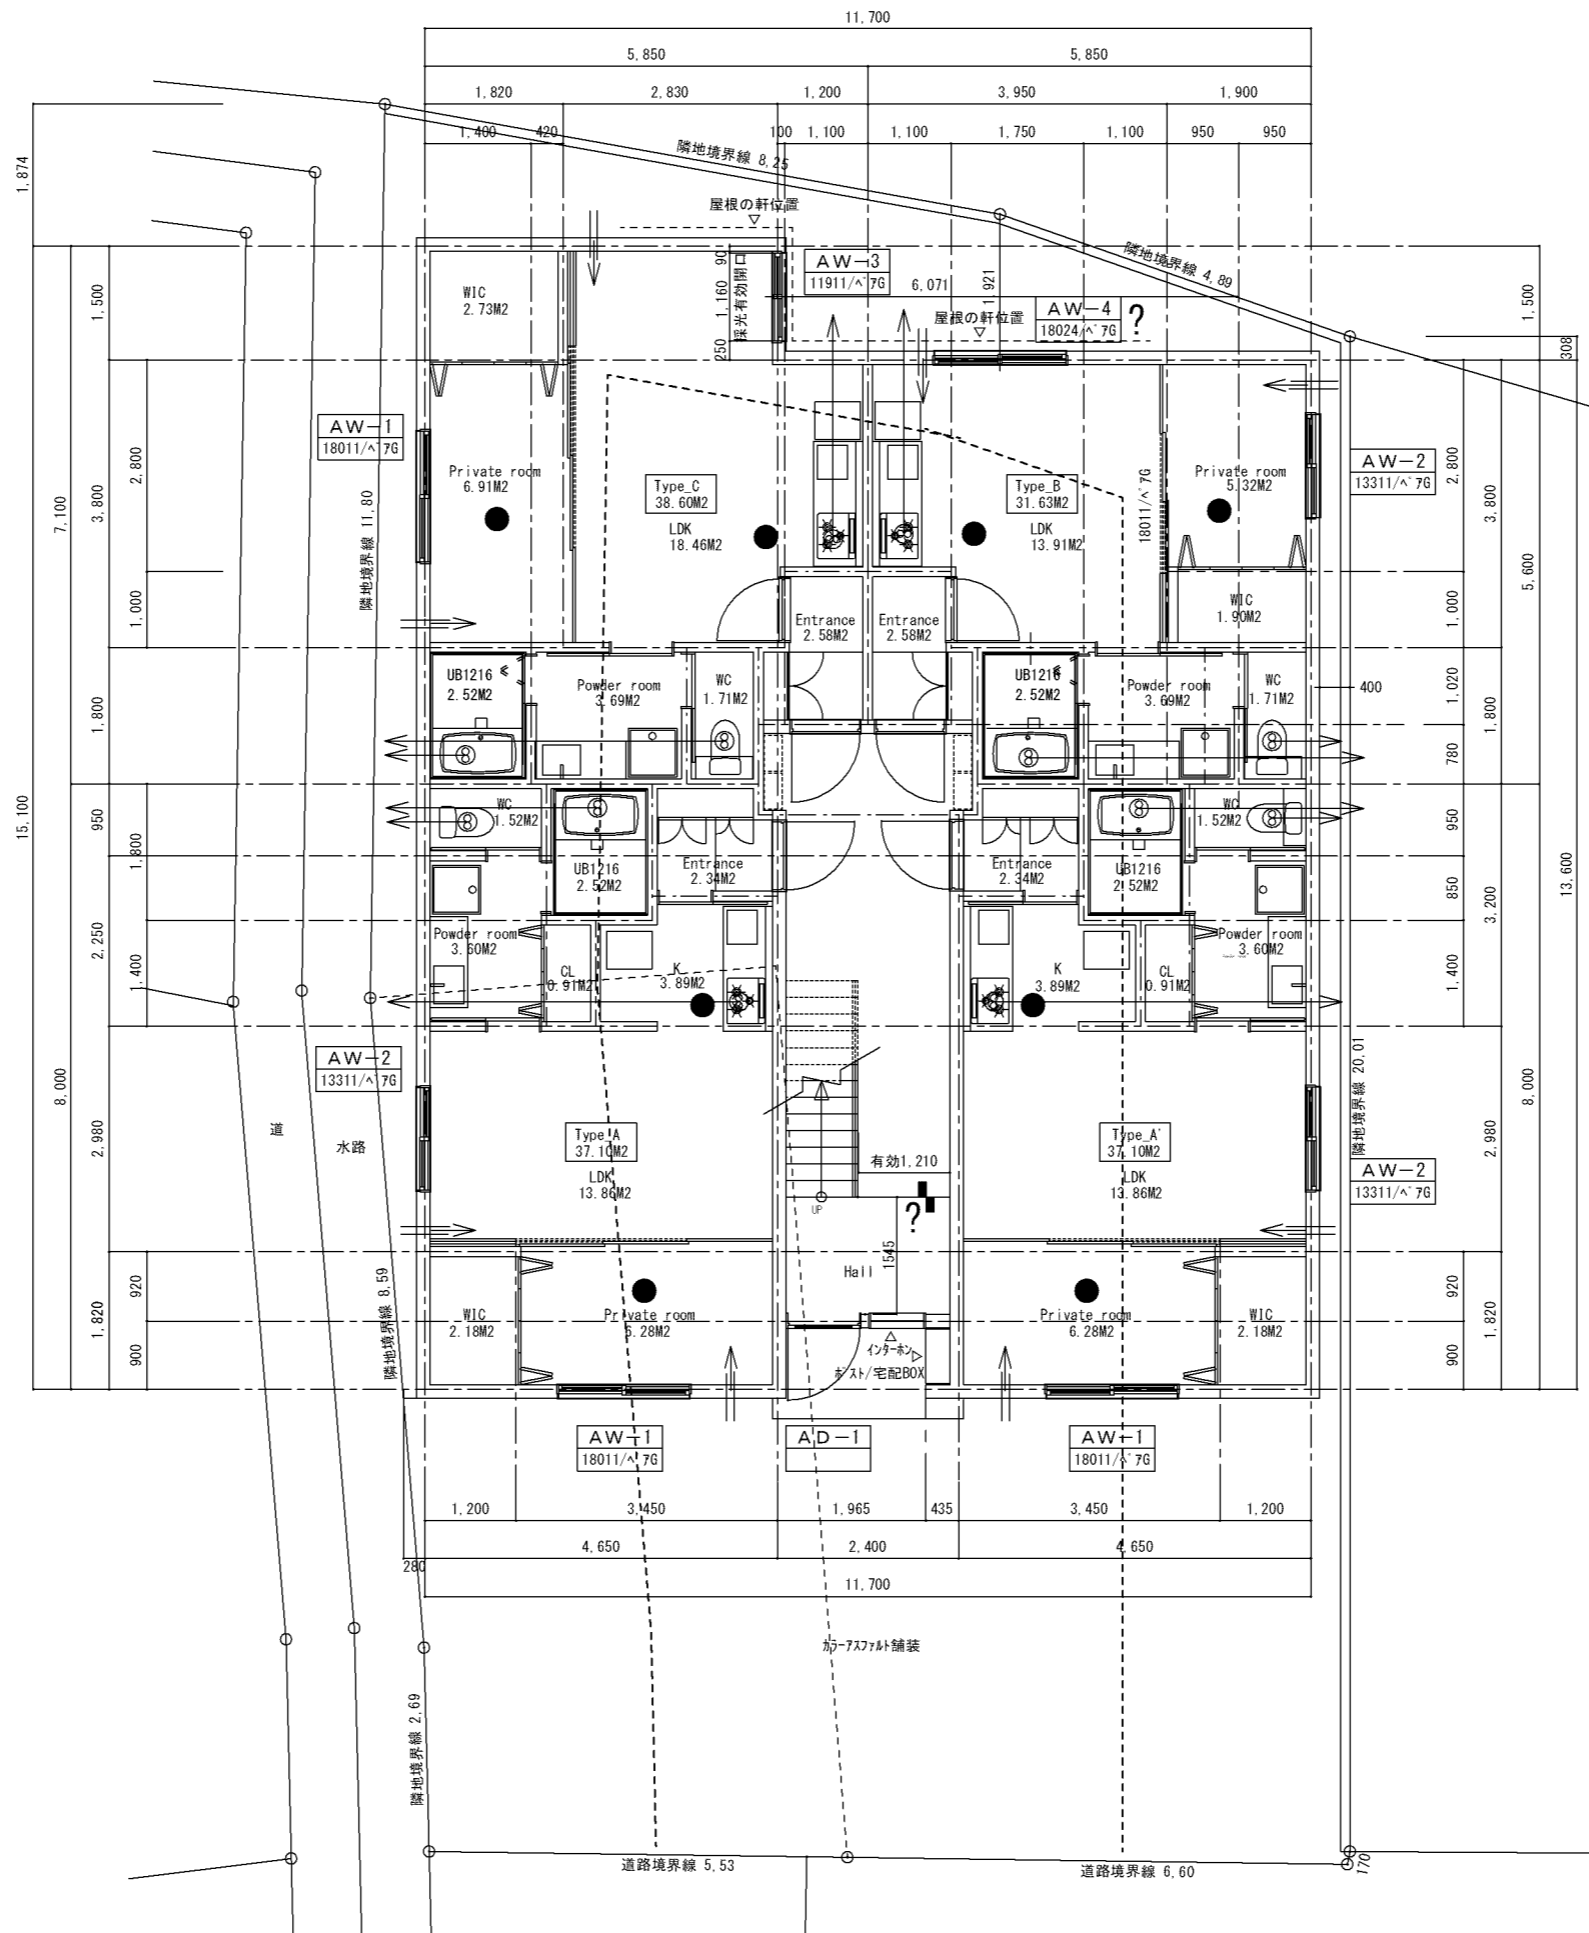 11,700
5,850
5,850
1,820
2,830
1,200
3,950
1,900
1,400
420
100
1,100
1,100
1,750
1,100
950
950
隣地境界線 8,25
1,874
屋根の軒位置
隣地境界線 4,89
AW-3
11911/ペアG
6,071
1,921
AW-4
18024/ペアG
?
屋根の軒位置
90
1,160
250
採光有効開口
WIC
2.73M2
1,500
1,500
308
AW-1
18011/ペアG
2,800
3,800
7,100
15,100
1,000
隣地境界線 11,80
Private room
6.91M2
Type_C
38.60M2
LDK
18.46M2
Type_B
31.63M2
LDK
13.91M2
18011/ペアG
Private room
5.32M2
AW-2
13311/ペアG
2,800
3,800
5,600
1,000
WIC
1.90M2
Entrance
2.58M2
Entrance
2.58M2
UB1216
2.52M2
Powder room
3.69M2
WC
1.71M2
UB1216
2.52M2
Powder room
3.69M2
WC
1.71M2
400
1,800
1,020
780
1,800
WC
1.52M2
UB1216
2.52M2
Entrance
2.34M2
Entrance
2.34M2
UB1216
2.52M2
WC
1.52M2
950
1,800
950
850
3,200
13,600
Powder room
3.60M2
CL
0.91M2
K
3.89M2
K
3.89M2
CL
0.91M2
Powder room
3.60M2
2,250
1,400
1,400
AW-2
13311/ペアG
道
水路
8,000
2,980
Type_A
37.10M2
LDK
13.86M2
有効1,210
UP
?
1545
Hall
Type_A'
37.10M2
LDK
13.86M2
隣地境界線 20,01
AW-2
13311/ペアG
2,980
8,000
隣地境界線 8,59
920
1,820
900
WIC
2.18M2
Private room
6.28M2
インターホン
ポスト/宅配BOX
Private room
6.28M2
WIC
2.18M2
920
1,820
900
AW-1
18011/ペアG
AD-1
AW-1
18011/ペアG
1,200
3,450
1,965
435
3,450
1,200
4,650
2,400
4,650
280
11,700
カラーアスファルト舗装
隣地境界線 2,69
道路境界線 5,53
道路境界線 6,60
170